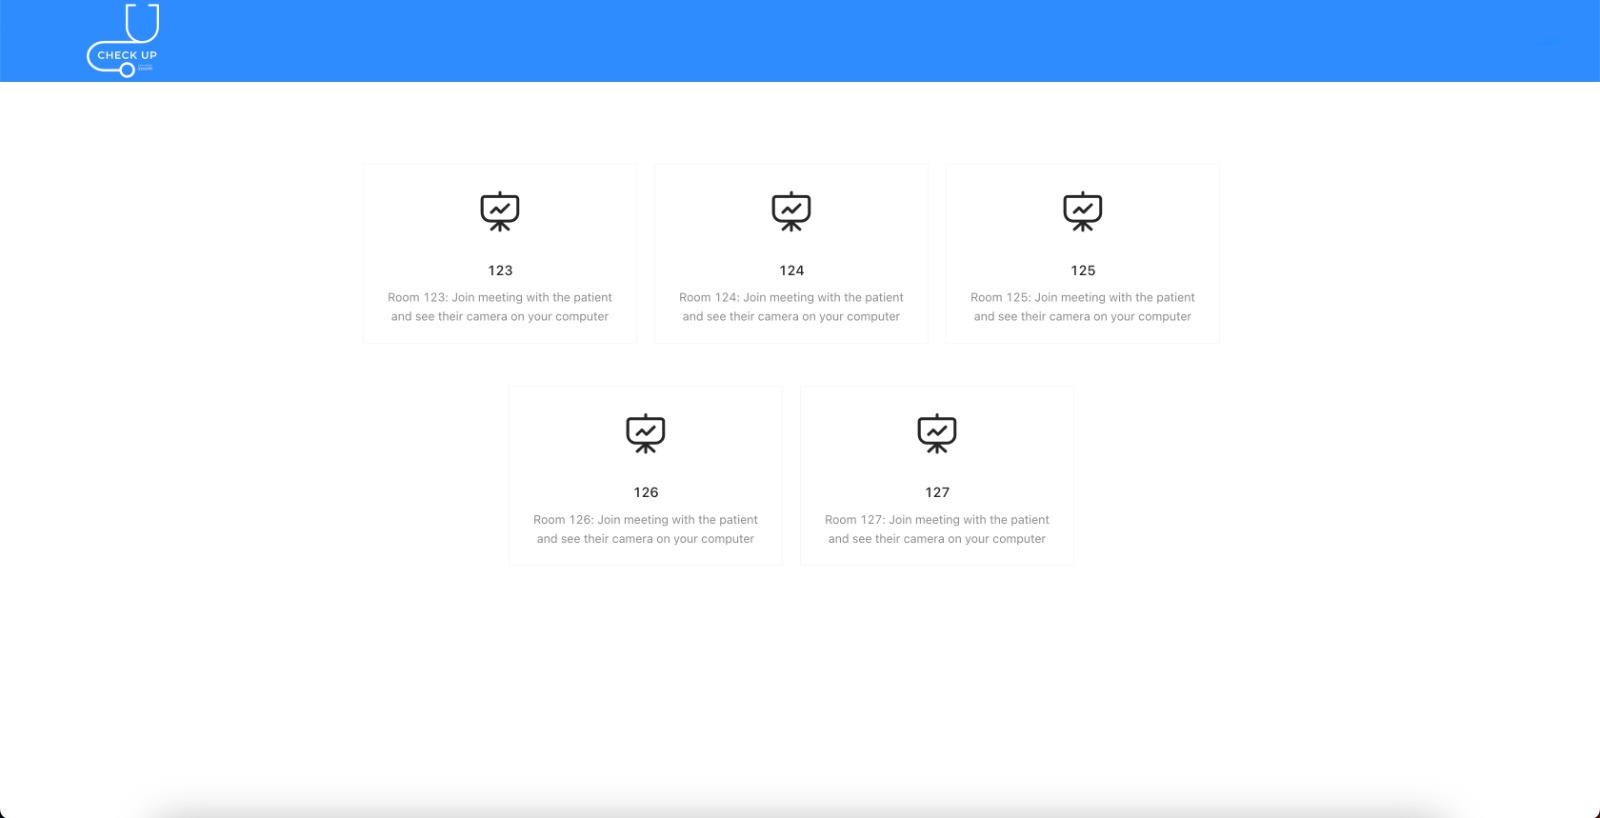 CHECK UP
123
124
125
Room 123: Join meeting with the patient
and see their camera on your computer
Room 124: Join meeting with the patient
and see their camera on your computer
Room 125: Join meeting with the patient
and see their camera on your computer
126
127
Room 126: Join meeting with the patient
and see their camera on your computer
Room 127: Join meeting with the patient
and see their camera on your computer